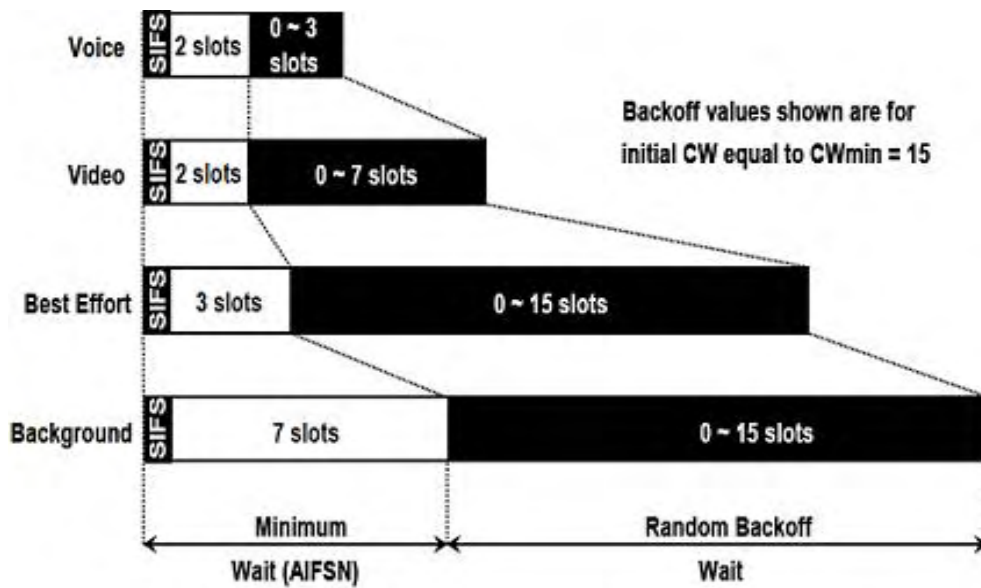 Voice
SIFS
2 slots
0 ~ 3
slots
Backoff values shown are for
initial CW equal to CWmin = 15
Video
SIFS
2 slots
0 ~ 7 slots
Best Effort
SIFS
3 slots
0 ~ 15 slots
Background
SIFS
7 slots
0 ~ 15 slots
Minimum
Wait (AIFSN)
Random Backoff
Wait